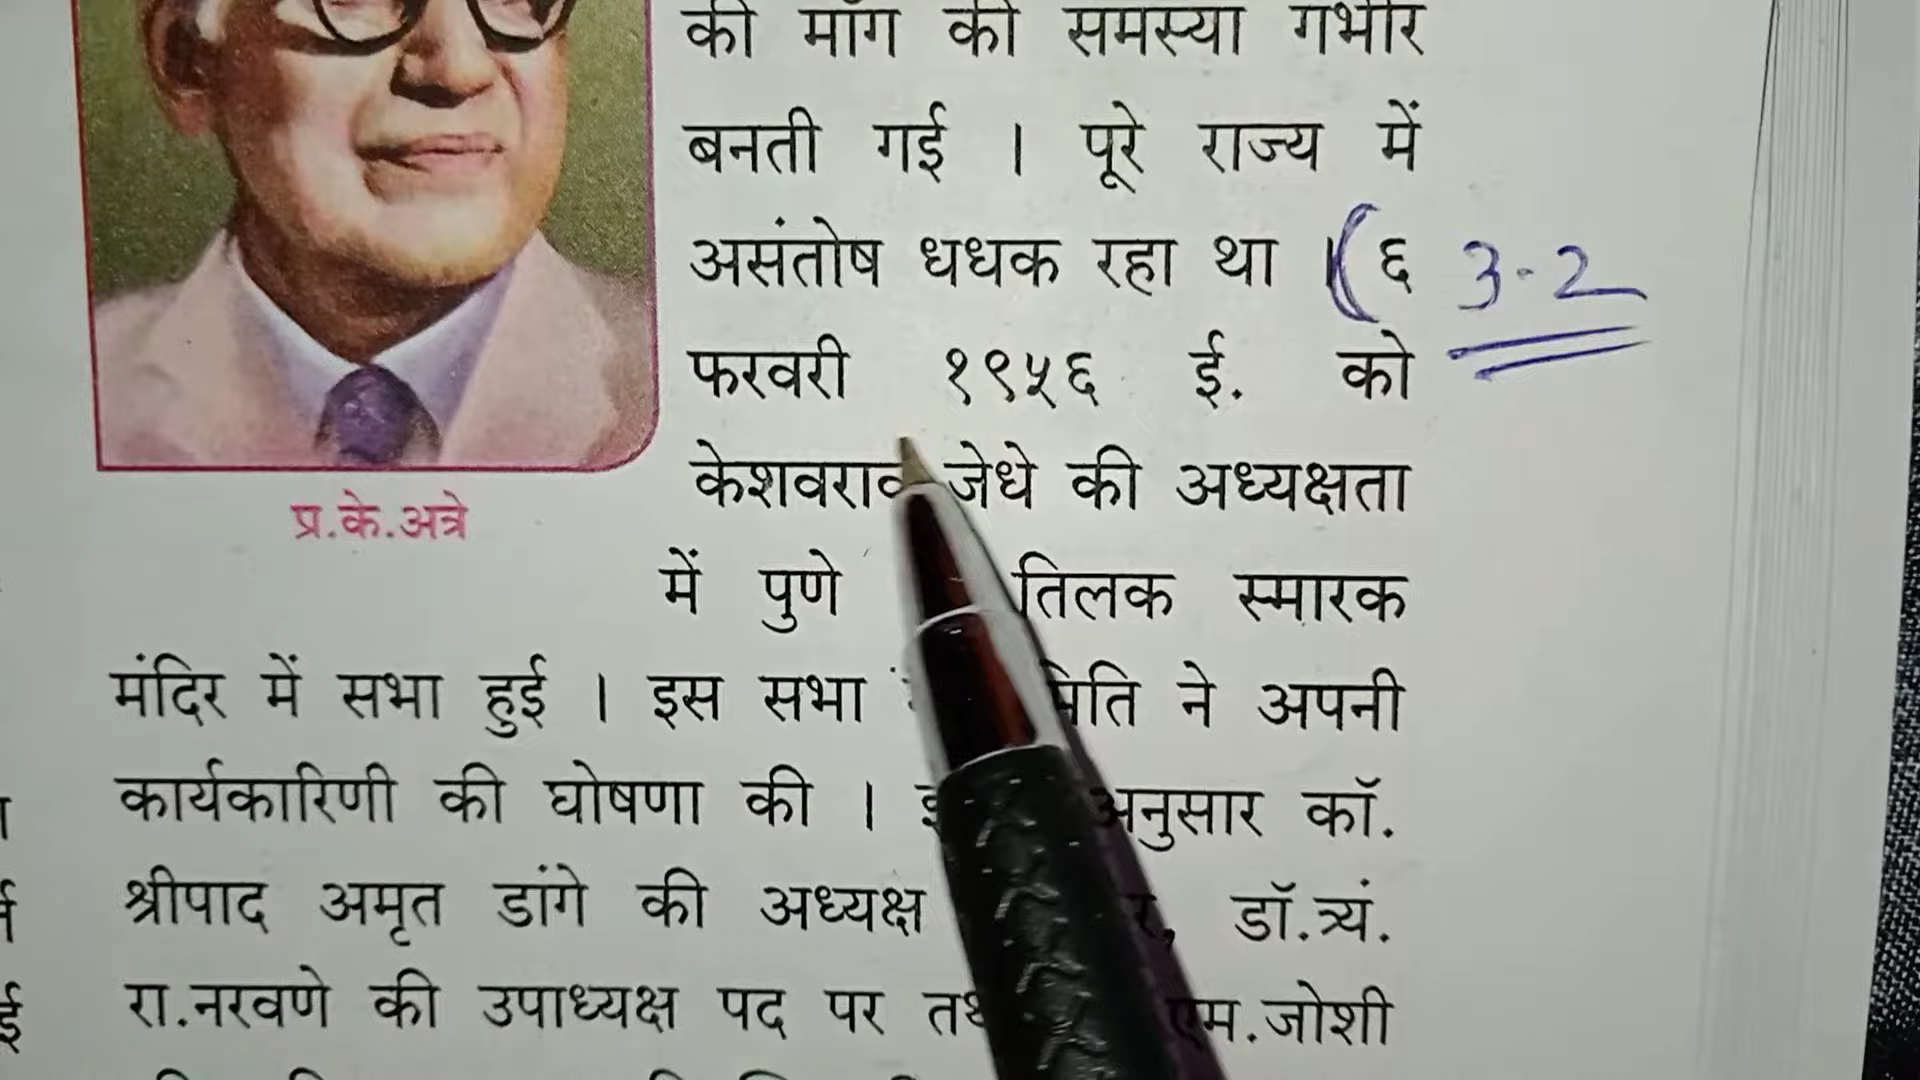 की माँग की समस्या गंभीर
बनती गई । पूरे राज्य में
असंतोष धधक रहा था । (६ 3-2
फरवरी १९५६ ई. को
केशवराव जेधे की अध्यक्षता
प्र.के.अत्रे
में पुणे तिलक स्मारक
मंदिर में सभा हुई । इस सभा ने अपनी
कार्यकारिणी की घोषणा की । अनुसार कॉ.
श्रीपाद अमृत डांगे की अध्यक्ष डॉ.त्र्यं.
रा.नरवणे की उपाध्यक्ष पद पर एम.जोशी